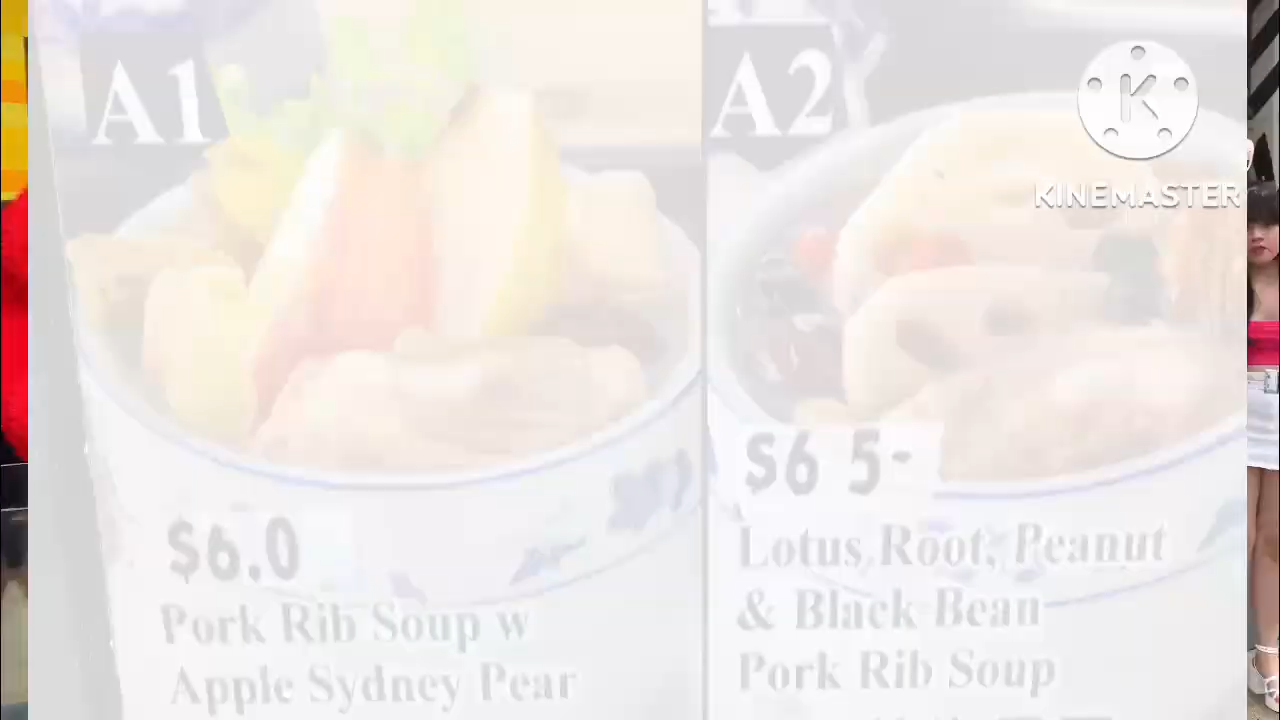 A1
$6.0
Pork Rib Soup w
Apple Sydney Pear
A2
$6 5-
Lotus Root, Peanut
& Black Bean
Pork Rib Soup
KINEMASTER